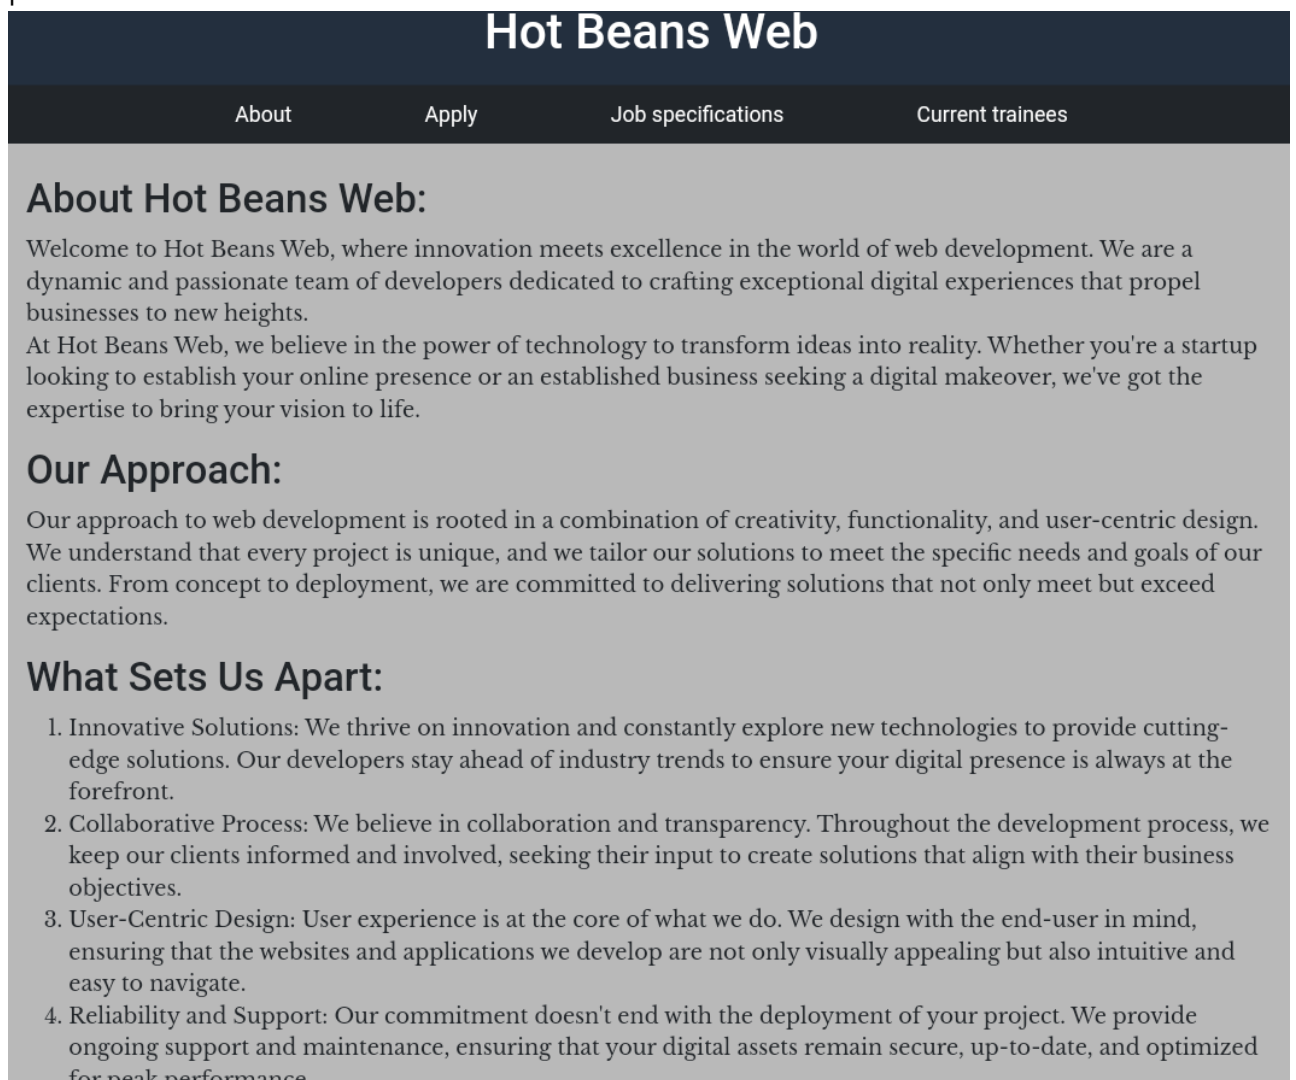 Hot Beans Web
About Apply Job specifications Current trainees
About Hot Beans Web:
Welcome to Hot Beans Web, where innovation meets excellence in the world of web development. We are a
dynamic and passionate team of developers dedicated to crafting exceptional digital experiences that propel
businesses to new heights.
At Hot Beans Web, we believe in the power of technology to transform ideas into reality. Whether you're a startup
looking to establish your online presence or an established business seeking a digital makeover, we've got the
expertise to bring your vision to life.
Our Approach:
Our approach to web development is rooted in a combination of creativity, functionality, and user-centric design.
We understand that every project is unique, and we tailor our solutions to meet the specific needs and goals of our
clients. From concept to deployment, we are committed to delivering solutions that not only meet but exceed
expectations.
What Sets Us Apart:
1. Innovative Solutions: We thrive on innovation and constantly explore new technologies to provide cutting-
edge solutions. Our developers stay ahead of industry trends to ensure your digital presence is always at the
forefront.
2. Collaborative Process: We believe in collaboration and transparency. Throughout the development process, we
keep our clients informed and involved, seeking their input to create solutions that align with their business
objectives.
3. User-Centric Design: User experience is at the core of what we do. We design with the end-user in mind,
ensuring that the websites and applications we develop are not only visually appealing but also intuitive and
easy to navigate.
4. Reliability and Support: Our commitment doesn't end with the deployment of your project. We provide
ongoing support and maintenance, ensuring that your digital assets remain secure, up-to-date, and optimized
for peak performance.